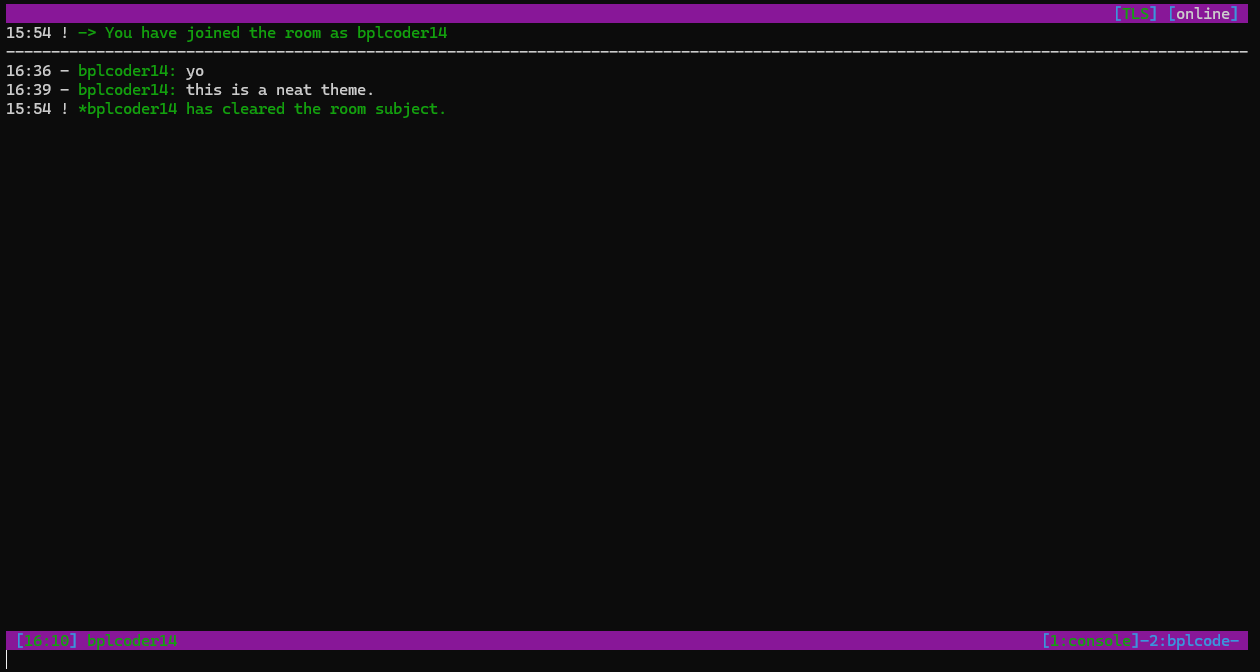 [TLS] [online]
15:54 ! -> You have joined the room as bplcoder14
16:36 - bplcoder14: yo
16:39 - bplcoder14: this is a neat theme.
15:54 ! *bplcoder14 has cleared the room subject.
[16:10] bplcoder14 [1:console]-2:bplcode-